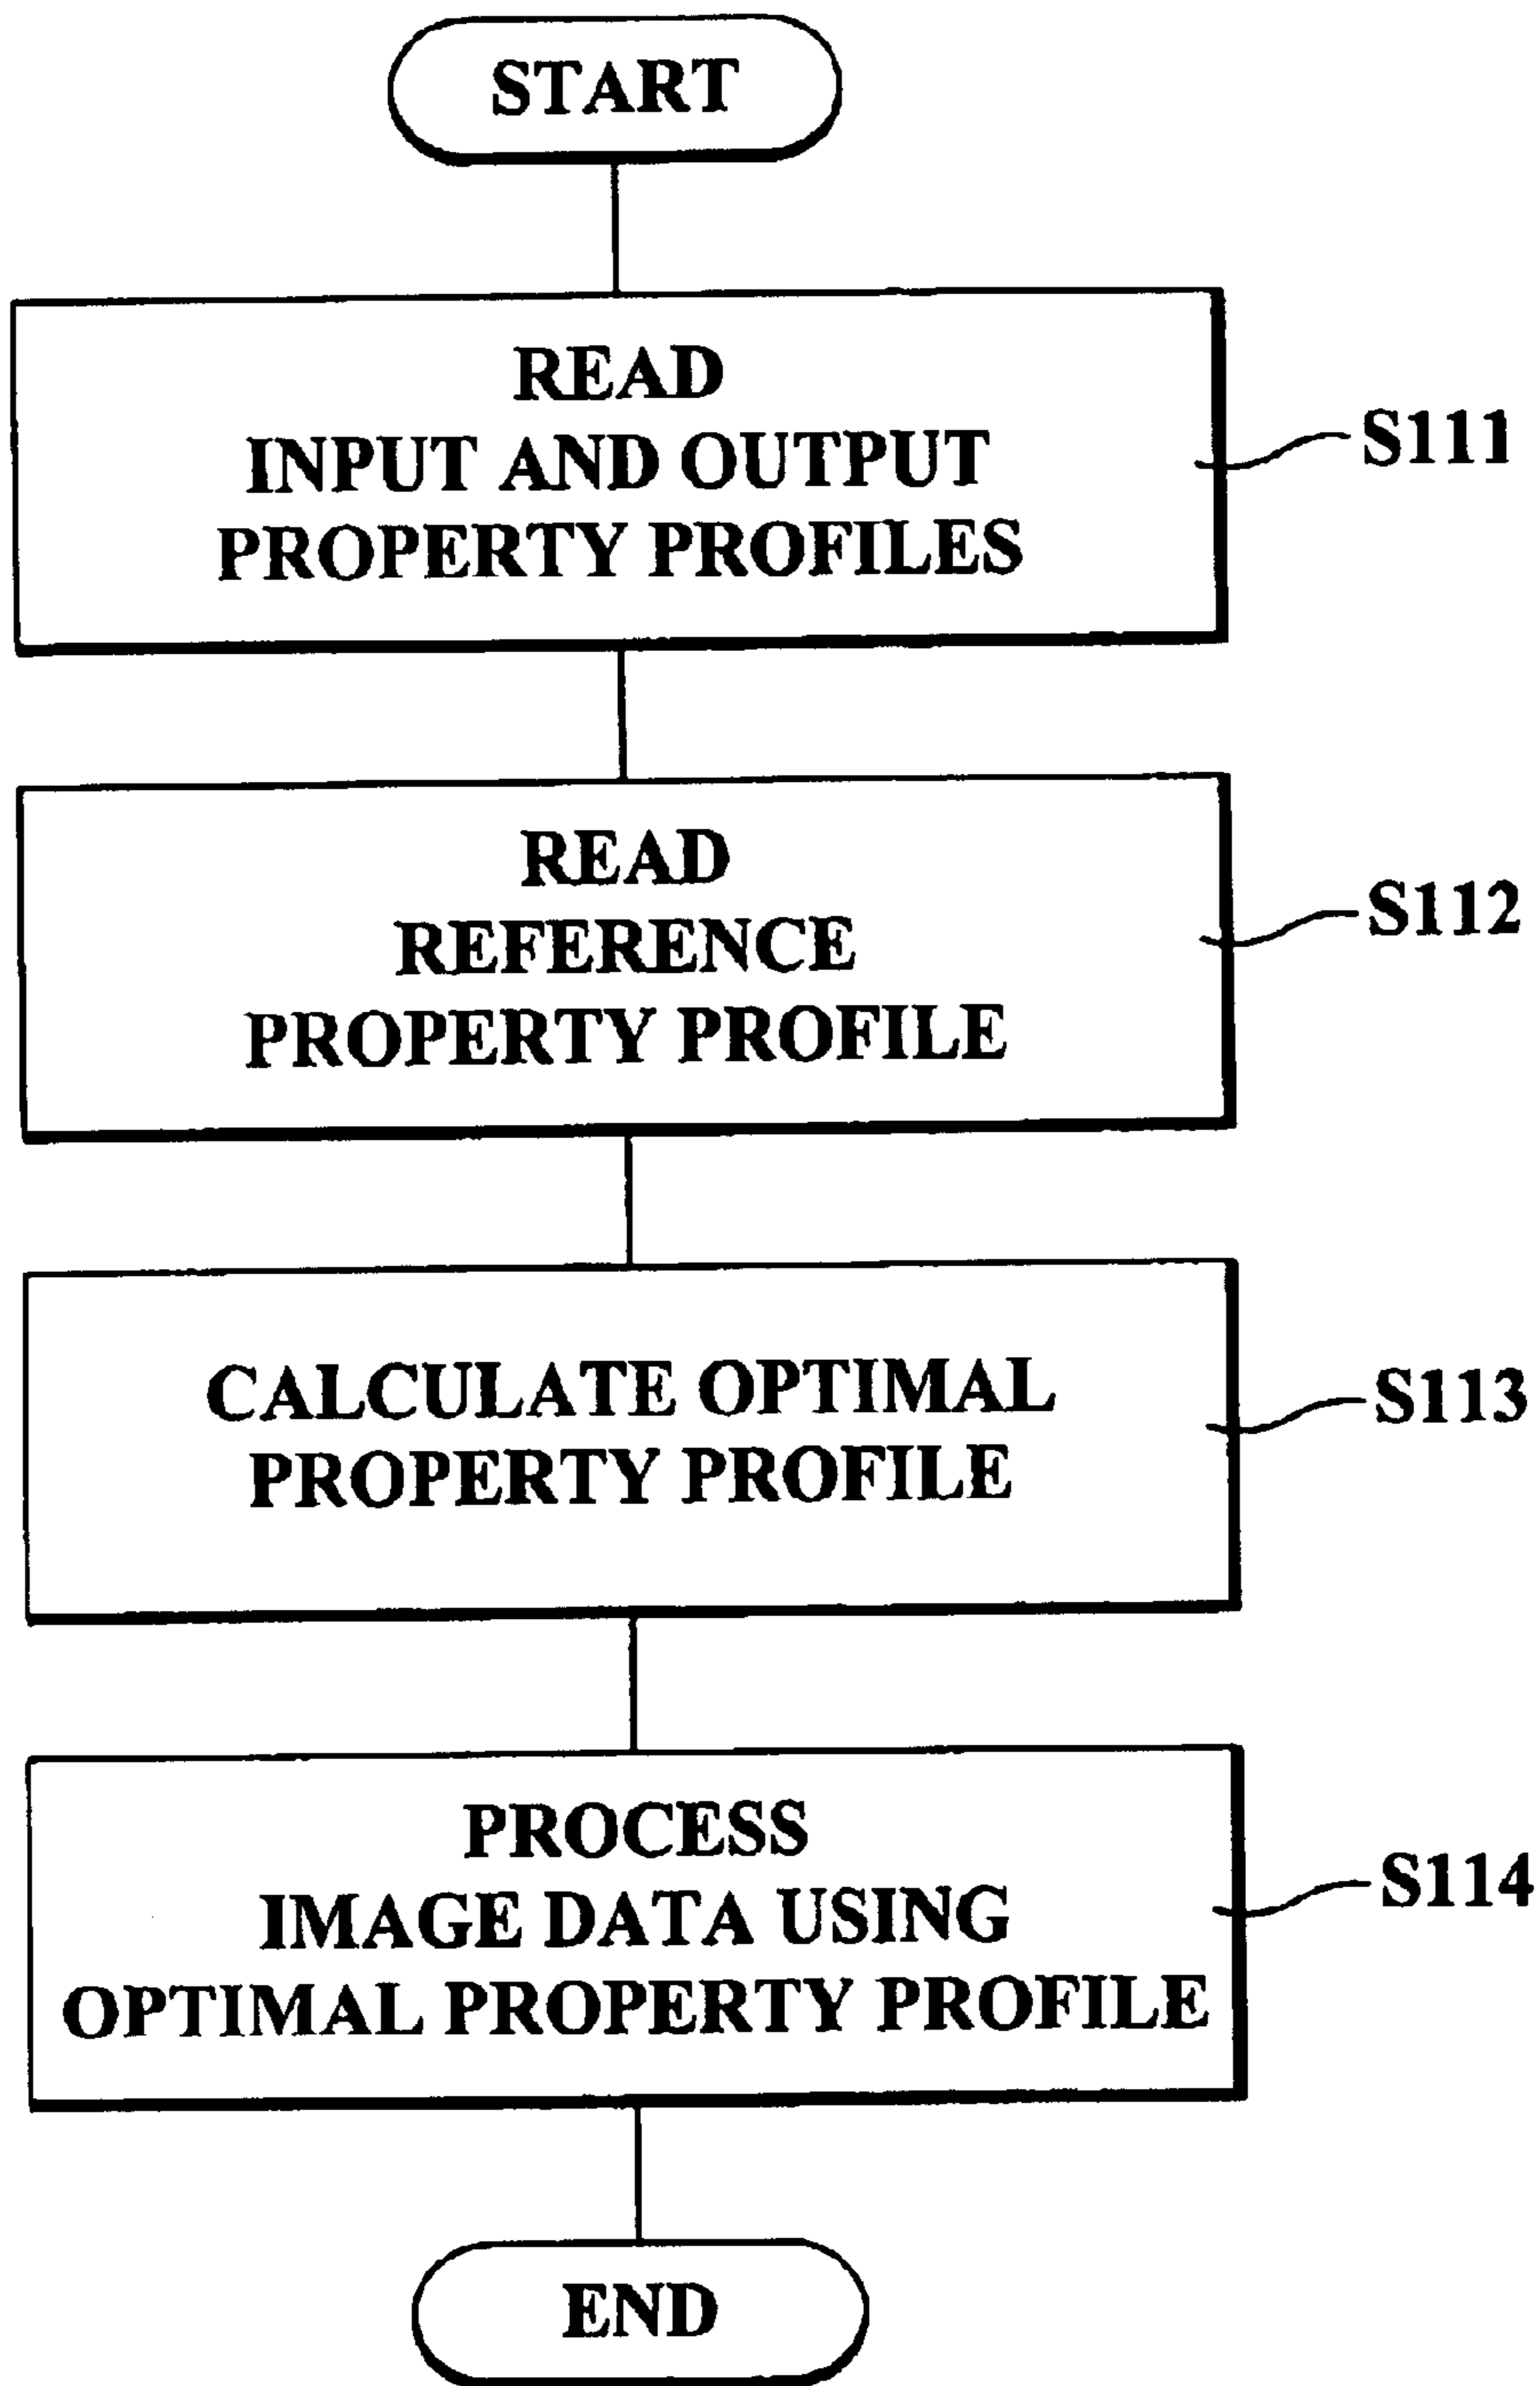 START
READ
INPUT AND OUTPUT
PROPERTY PROFILES
S111
READ
REFERENCE
PROPERTY PROFILE
S112
CALCULATE OPTIMAL
PROPERTY PROFILE
S113
PROCESS
IMAGE DATA USING
OPTIMAL PROPERTY PROFILE
S114
END